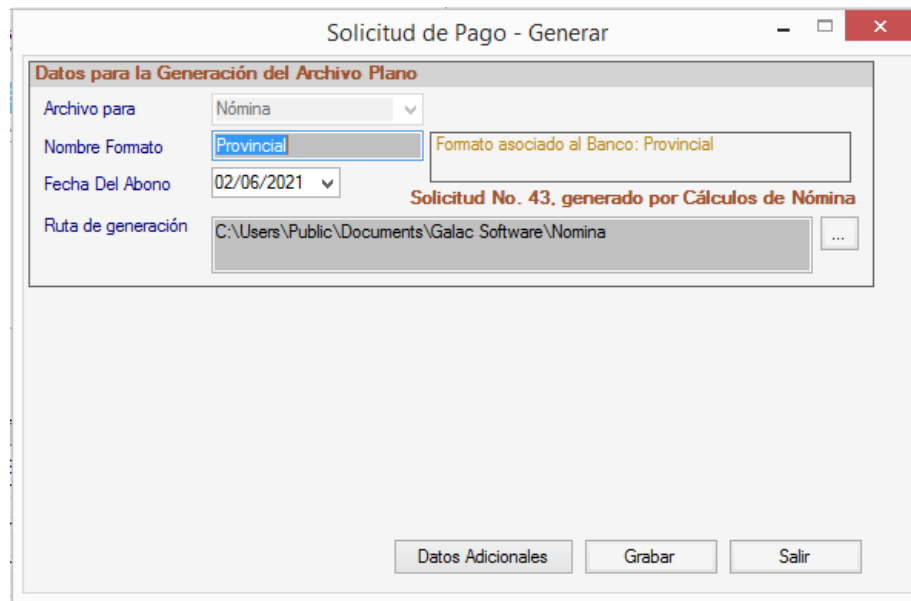 Solicitud de Pago - Generar
Datos para la Generación del Archivo Plano
Archivo para
Nómina
Nombre Formato
Provincial
Formato asociado al Banco: Provincial
Fecha Del Abono
02/06/2021
Solicitud No. 43, generado por Cálculos de Nómina
Ruta de generación
C:\Users\Public\Documents\Galac Software\Nomina
...
Datos Adicionales
Grabar
Salir